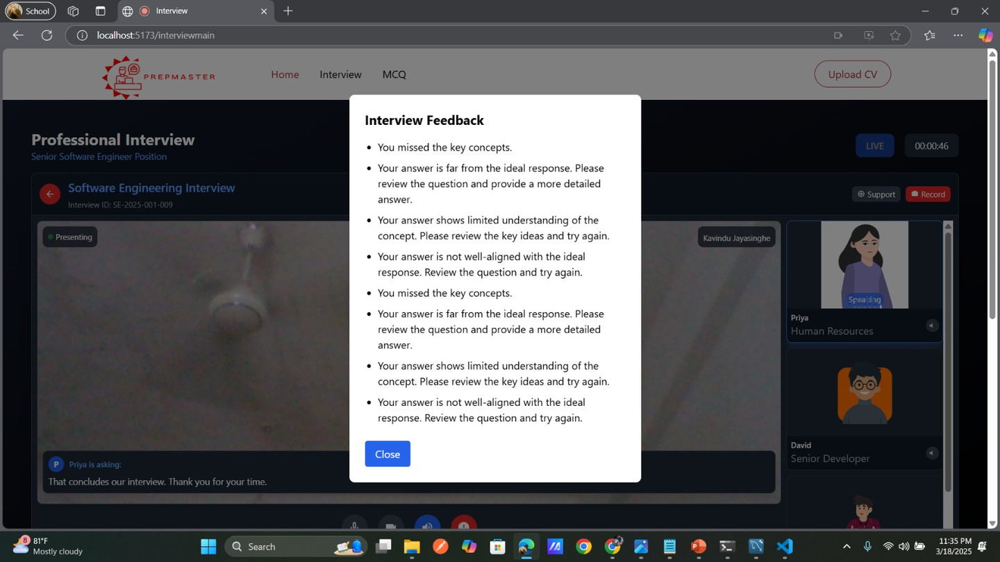 School
Interview
localhost:5173/interviewmain
PREPMASTER
Home
Interview
MCQ
Upload CV
Professional Interview
Senior Software Engineer Position
LIVE
00:00:46
Software Engineering Interview
Interview ID: SE-2025-001-009
Support
Record
Presenting
Kavindu Jayasinghe
Interview Feedback
• You missed the key concepts.
• Your answer is far from the ideal response. Please
review the question and provide a more detailed
answer.
• Your answer shows limited understanding of the
concept. Please review the key ideas and try again.
• Your answer is not well-aligned with the ideal
response. Review the question and try again.
• You missed the key concepts.
• Your answer is far from the ideal response. Please
review the question and provide a more detailed
answer.
• Your answer shows limited understanding of the
concept. Please review the key ideas and try again.
• Your answer is not well-aligned with the ideal
response. Review the question and try again.
Close
Speaking
Priya
Human Resources
David
Senior Developer
P
Priya is asking:
That concludes our interview. Thank you for your time.
8
81°F
Mostly cloudy
Search
11:35 PM
3/18/2025